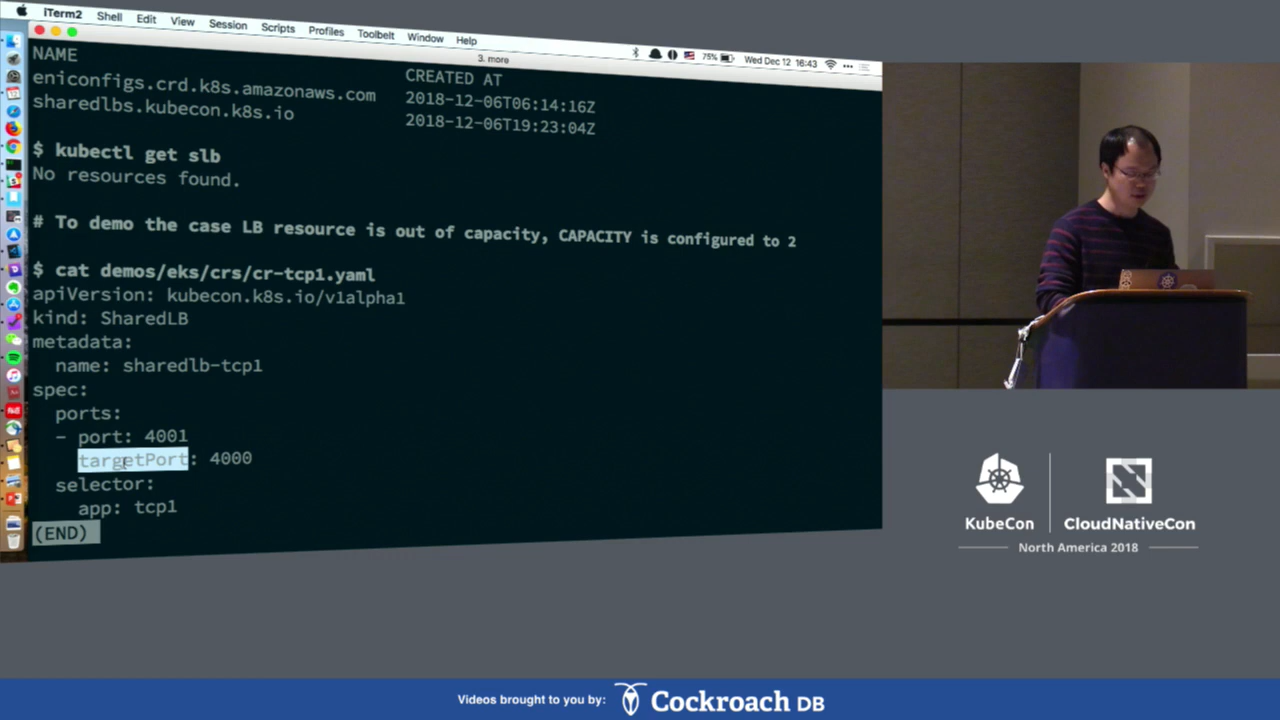 iTerm2 Shell Edit View Session Scripts Profiles Toolbelt Window Help 75% Wed Dec 12 16:43
3. more
NAME CREATED AT
eniconfigs.crd.k8s.amazonaws.com 2018-12-06T06:14:16Z
sharedlbs.kubecon.k8s.io 2018-12-06T19:23:04Z
$ kubectl get slb
No resources found.
# To demo the case LB resource is out of capacity, CAPACITY is configured to 2
$ cat demos/eks/crs/cr-tcp1.yaml
apiVersion: kubecon.k8s.io/v1alpha1
kind: SharedLB
metadata:
  name: sharedlb-tcp1
spec:
  ports:
  - port: 4001
    targetPort: 4000
  selector:
    app: tcp1
(END)
KubeCon CloudNativeCon
North America 2018
Videos brought to you by: Cockroach DB